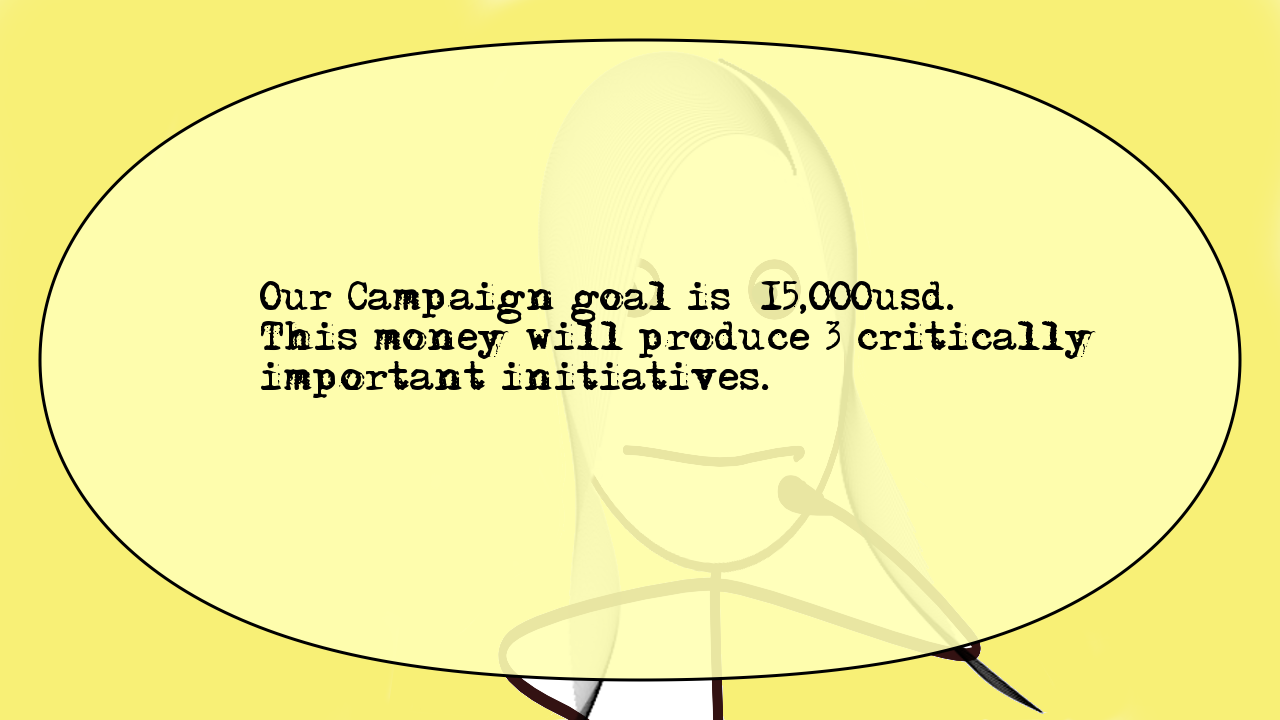 Our Campaign goal is 15,000usd.
This money will produce 3 critically
important initiatives.